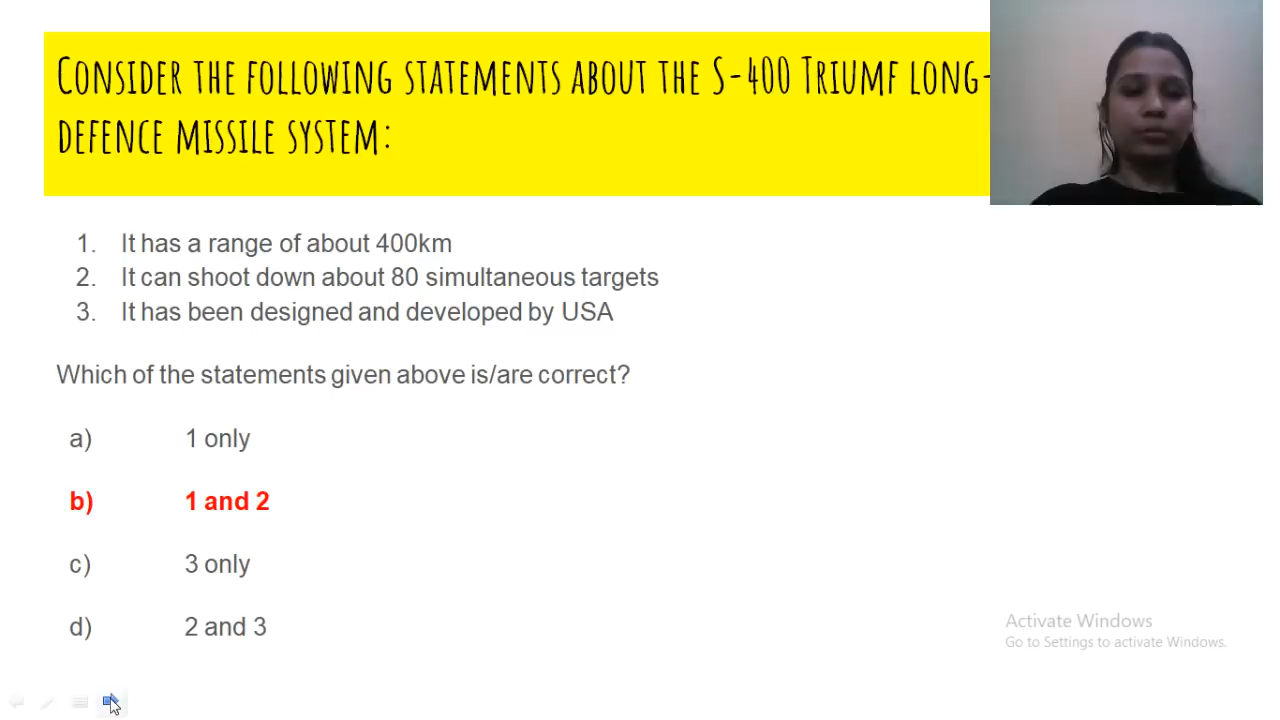 Consider the following statements about the S-400 Triumf long-
defence missile system:
1. It has a range of about 400km
2. It can shoot down about 80 simultaneous targets
3. It has been designed and developed by USA
Which of the statements given above is/are correct?
a) 1 only
b) 1 and 2
c) 3 only
d) 2 and 3
Activate Windows
Go to Settings to activate Windows.